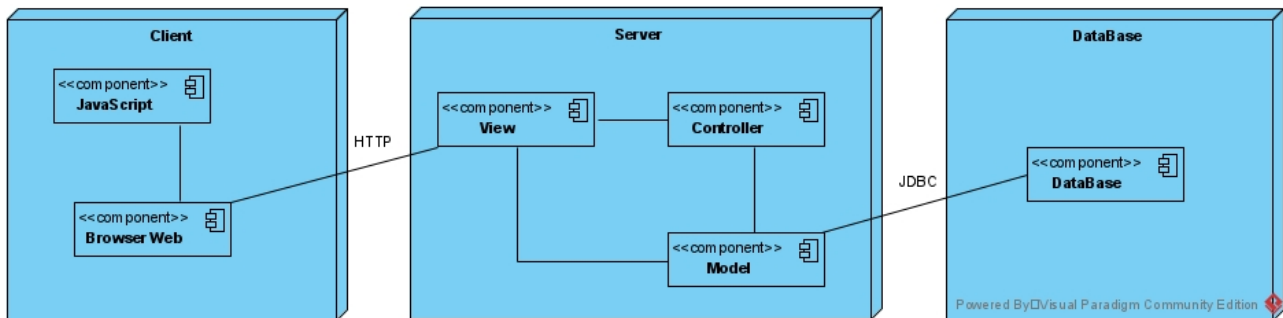 Client
<<component>>
JavaScript
<<component>>
Browser Web
HTTP
Server
<<component>>
View
<<component>>
Controller
<<component>>
Model
JDBC
DataBase
<<component>>
DataBase
Powered By□Visual Paradigm Community Edition